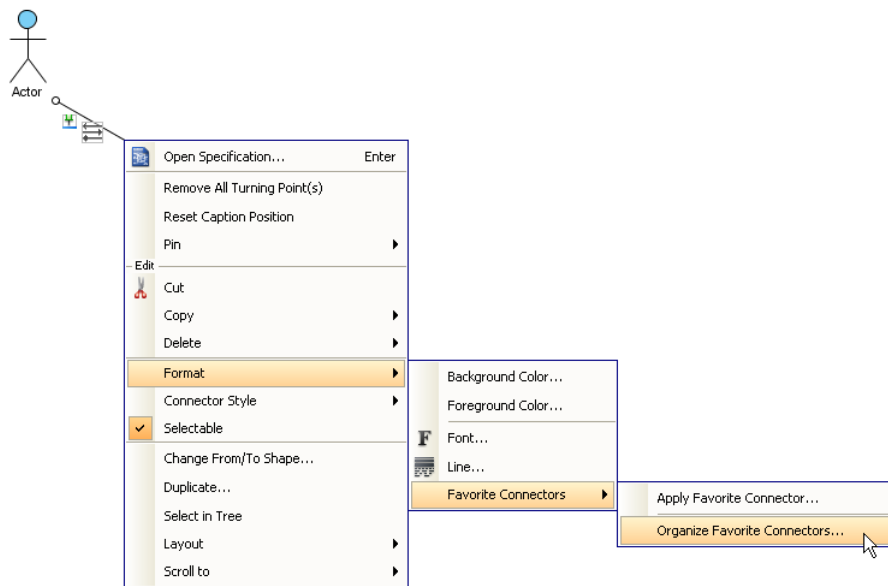 Actor
Open Specification... Enter
Remove All Turning Point(s)
Reset Caption Position
Pin
Edit
Cut
Copy
Delete
Format
Connector Style
Selectable
Change From/To Shape...
Duplicate...
Select in Tree
Layout
Scroll to
Background Color...
Foreground Color...
F Font...
Line...
Favorite Connectors
Apply Favorite Connector...
Organize Favorite Connectors...